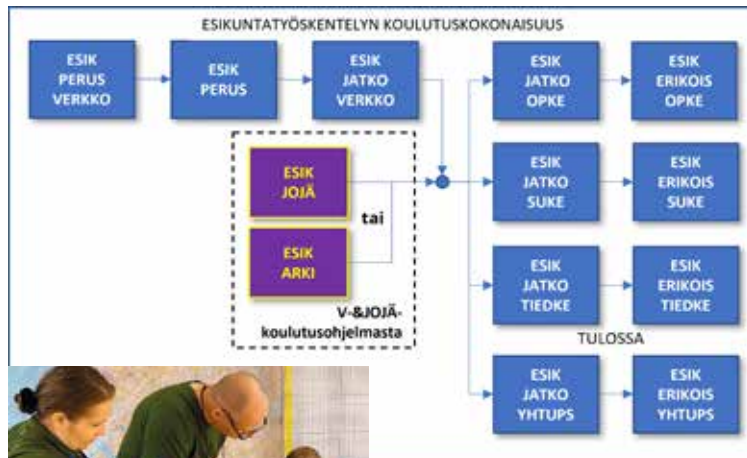 ESIKUNTATYÖSKENTELYN KOULUTUSKOKONAISUUS
ESIK
PERUS
VERKKO
ESIK
PERUS
ESIK
JATKO
VERKKO
ESIK
JATKO
OPKE
ESIK
ERIKOIS
OPKE
ESIK
JOJÄ
tai
ESIK
ARKI
V-&JOJÄ-
koulutusohjelmasta
ESIK
JATKO
SUKE
ESIK
ERIKOIS
SUKE
ESIK
JATKO
TIEDKE
ESIK
ERIKOIS
TIEDKE
TULOSSA
ESIK
JATKO
YHTUPS
ESIK
ERIKOIS
YHTUPS